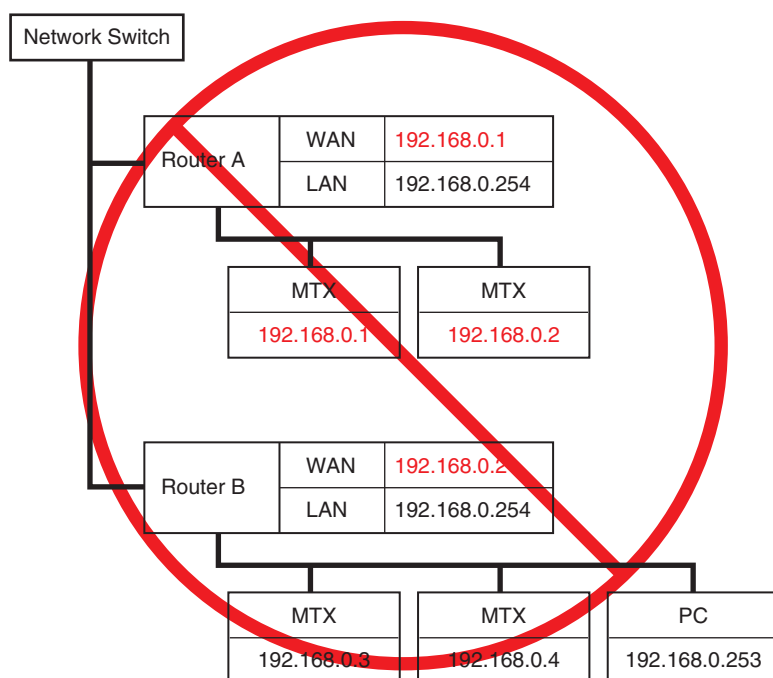 Network Switch
Router A
WAN 192.168.0.1
LAN 192.168.0.254
MTX MTX
192.168.0.1 192.168.0.2
Router B
WAN 192.168.0.2
LAN 192.168.0.254
MTX MTX PC
192.168.0.3 192.168.0.4 192.168.0.253